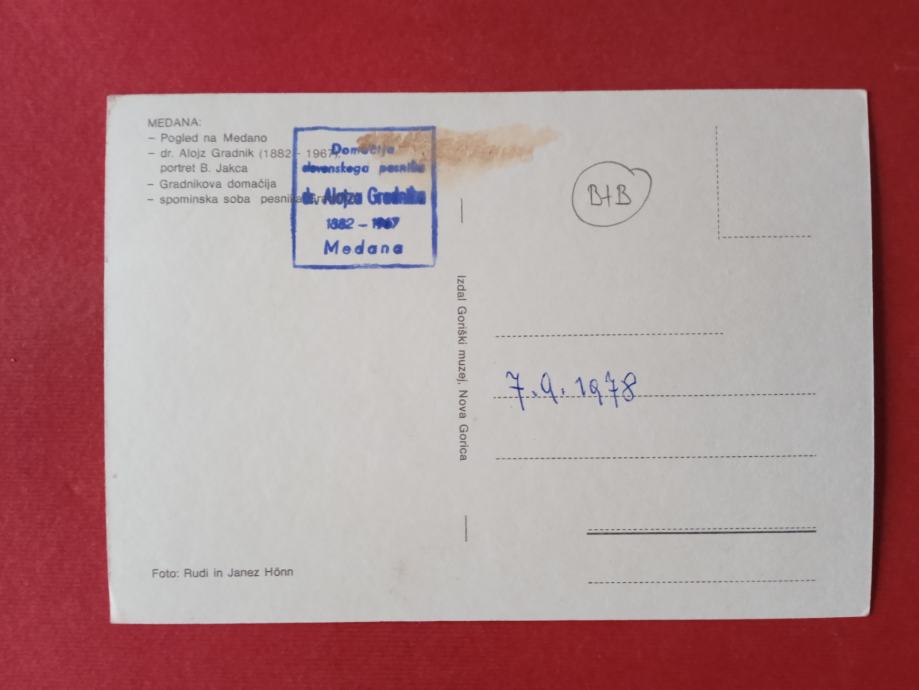 MEDANA:
– Pogled na Medano
– dr. Alojz Gradnik (1882 – 1967),
portret B. Jakca
– Gradnikova domačija
– spominska soba pesnika Gradnika
Domačija
slovenskega pesnika
dr. Alojza Gradnika
1882 – 1967
Medana
B+B
Izdal Goriški muzej, Nova Gorica
7.9.1978
Foto: Rudi in Janez Hönn